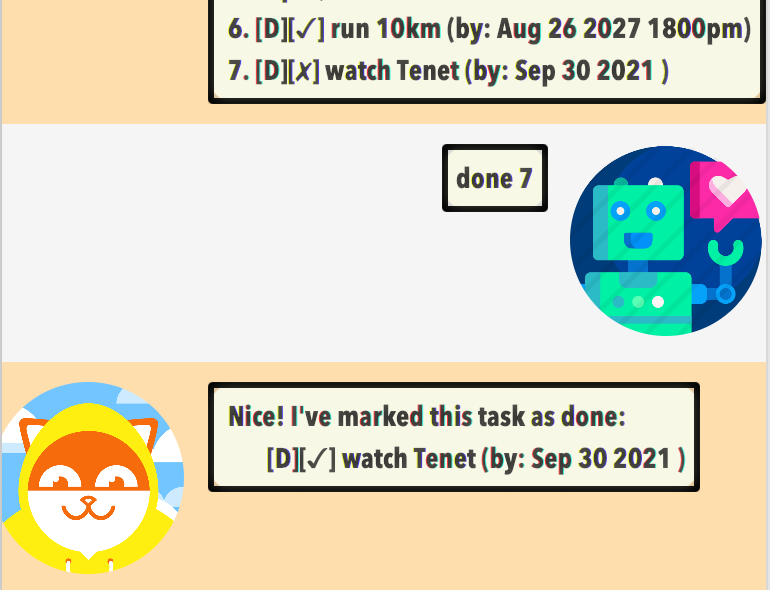 6. [D][✓] run 10km (by: Aug 26 2027 1800pm)
7. [D][✗] watch Tenet (by: Sep 30 2021 )
done 7
Nice! I've marked this task as done:
[D][✓] watch Tenet (by: Sep 30 2021 )